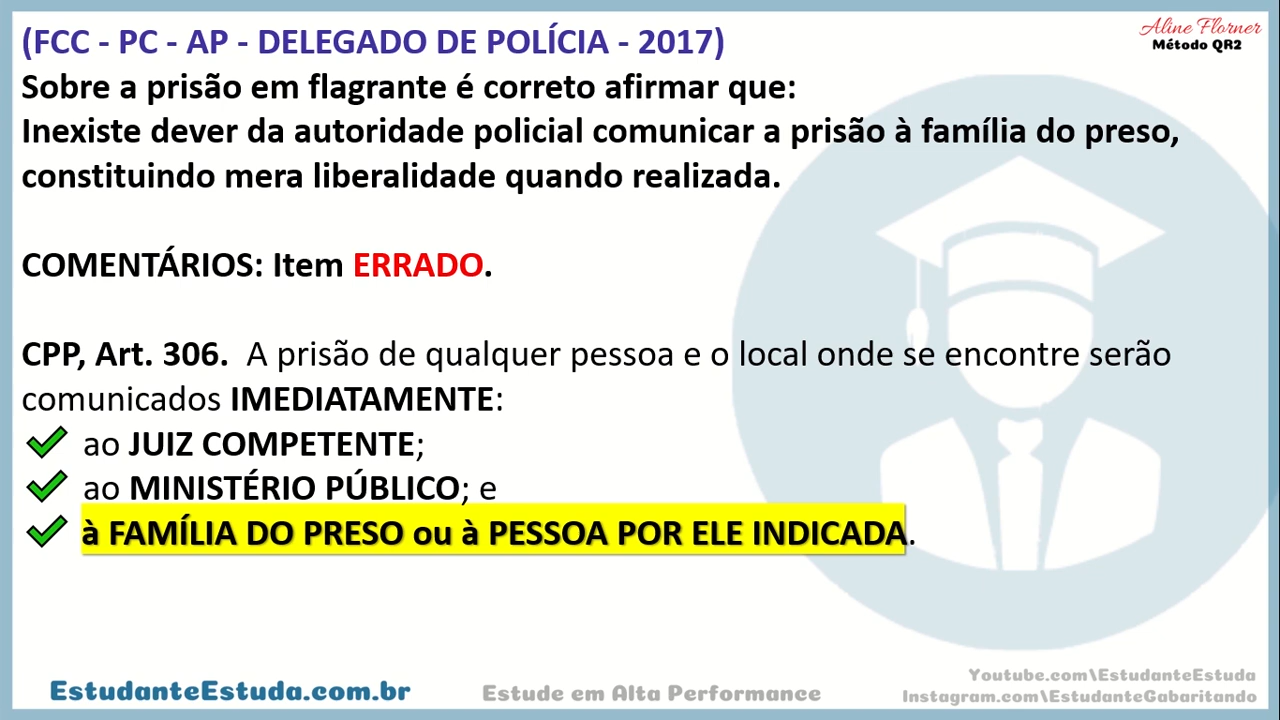 (FCC - PC - AP - DELEGADO DE POLÍCIA - 2017)
Aline Florner
Método QR2
Sobre a prisão em flagrante é correto afirmar que:
Inexiste dever da autoridade policial comunicar a prisão à família do preso,
constituindo mera liberalidade quando realizada.
COMENTÁRIOS: Item ERRADO.
CPP, Art. 306. A prisão de qualquer pessoa e o local onde se encontre serão
comunicados IMEDIATAMENTE:
ao JUIZ COMPETENTE;
ao MINISTÉRIO PÚBLICO; e
à FAMÍLIA DO PRESO ou à PESSOA POR ELE INDICADA.
EstudanteEstuda.com.br
Estude em Alta Performance
Youtube.com\EstudanteEstuda
Instagram.com\EstudanteGabaritando